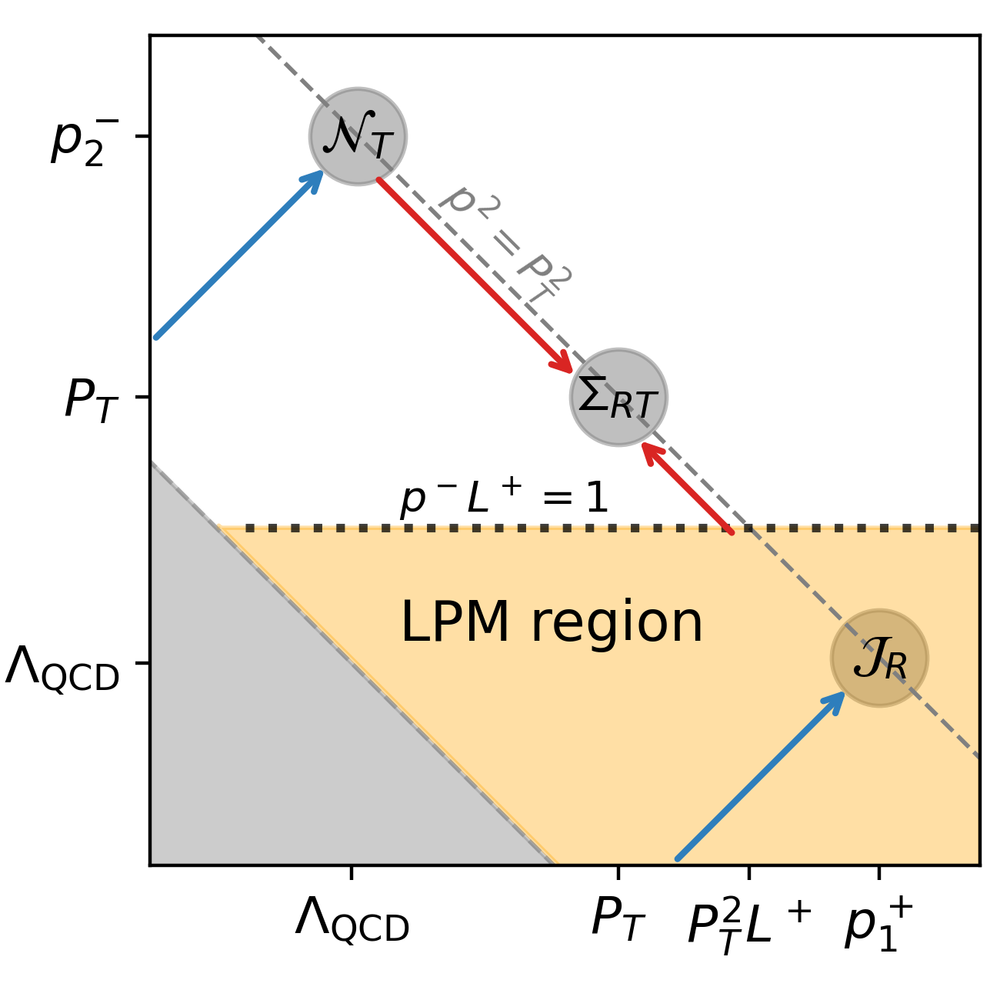 p₂⁻
𝒩_T
p² = P_T²
P_T
Σ_RT
p⁻L⁺ = 1
LPM region
Λ_QCD
𝒥_R
Λ_QCD
P_T
P_T²L⁺
p₁⁺